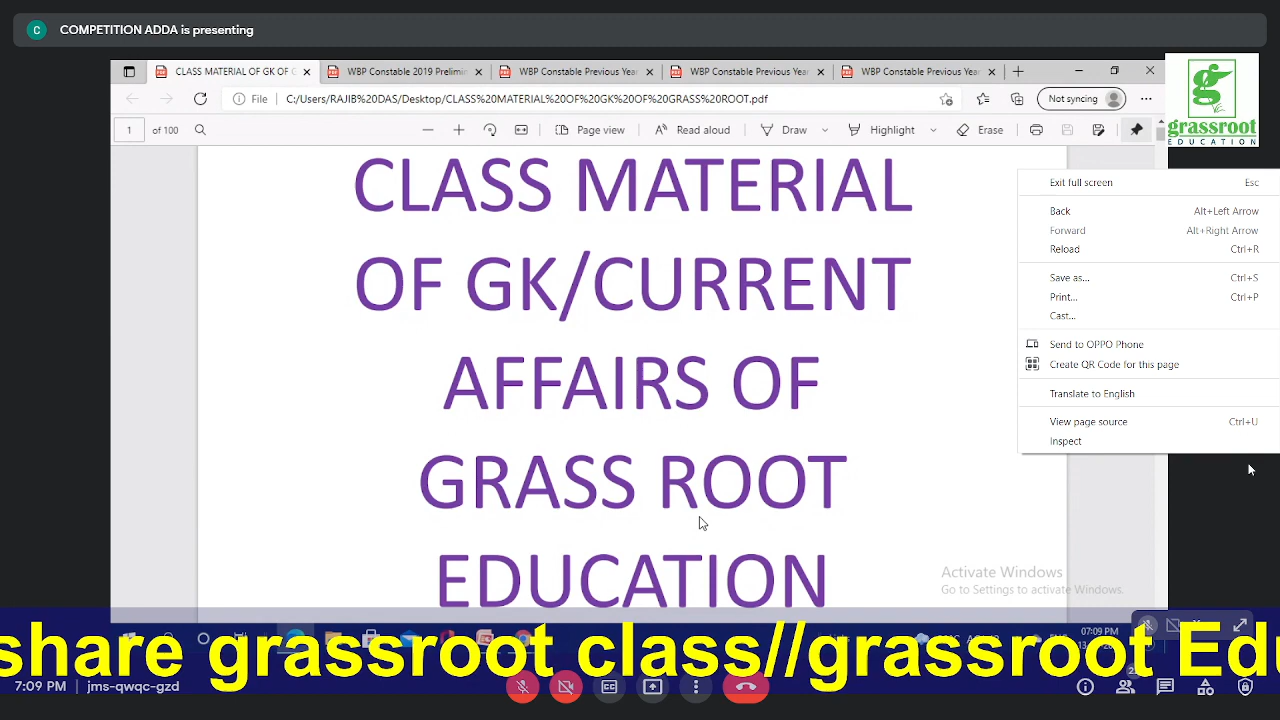 COMPETITION ADDA is presenting
C
CLASS MATERIAL OF GK OF G
WBP Constable 2019 Prelimin
WBP Constable Previous Year
WBP Constable Previous Year
WBP Constable Previous Year
File
C:/Users/RAJIB%20DAS/Desktop/CLASS%20MATERIAL%20OF%20GK%20OF%20GRASS%20ROOT.pdf
Not syncing
1 of 100
Page view
Read aloud
Draw
Highlight
Erase
grassroot
EDUCATION
CLASS MATERIAL
OF GK/CURRENT
AFFAIRS OF
GRASS ROOT
EDUCATION
Exit full screen Esc
Back Alt+Left Arrow
Forward Alt+Right Arrow
Reload Ctrl+R
Save as... Ctrl+S
Print... Ctrl+P
Cast...
Send to OPPO Phone
Create QR Code for this page
Translate to English
View page source Ctrl+U
Inspect
Activate Windows
Go to Settings to activate Windows.
07:09 PM
share grassroot class//grassroot Edu
7:09 PM jms-qwqc-gzd